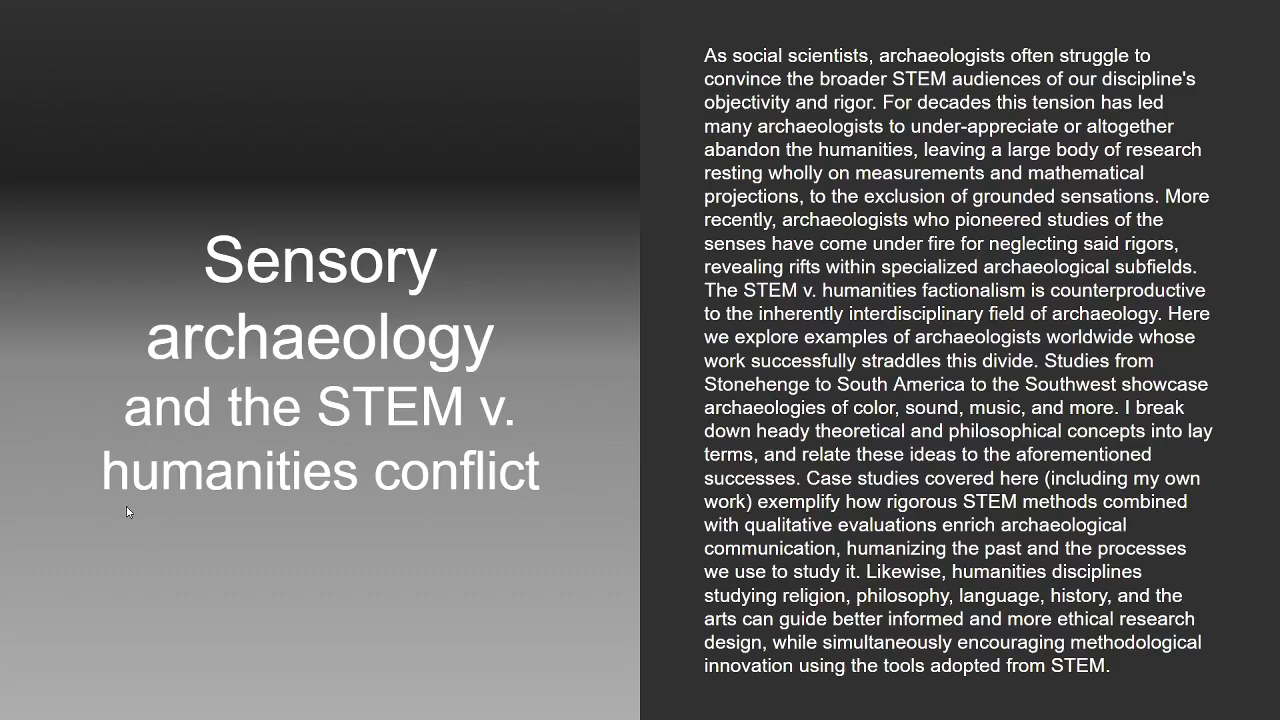 Sensory
archaeology
and the STEM v.
humanities conflict
As social scientists, archaeologists often struggle to
convince the broader STEM audiences of our discipline's
objectivity and rigor. For decades this tension has led
many archaeologists to under-appreciate or altogether
abandon the humanities, leaving a large body of research
resting wholly on measurements and mathematical
projections, to the exclusion of grounded sensations. More
recently, archaeologists who pioneered studies of the
senses have come under fire for neglecting said rigors,
revealing rifts within specialized archaeological subfields.
The STEM v. humanities factionalism is counterproductive
to the inherently interdisciplinary field of archaeology. Here
we explore examples of archaeologists worldwide whose
work successfully straddles this divide. Studies from
Stonehenge to South America to the Southwest showcase
archaeologies of color, sound, music, and more. I break
down heady theoretical and philosophical concepts into lay
terms, and relate these ideas to the aforementioned
successes. Case studies covered here (including my own
work) exemplify how rigorous STEM methods combined
with qualitative evaluations enrich archaeological
communication, humanizing the past and the processes
we use to study it. Likewise, humanities disciplines
studying religion, philosophy, language, history, and the
arts can guide better informed and more ethical research
design, while simultaneously encouraging methodological
innovation using the tools adopted from STEM.